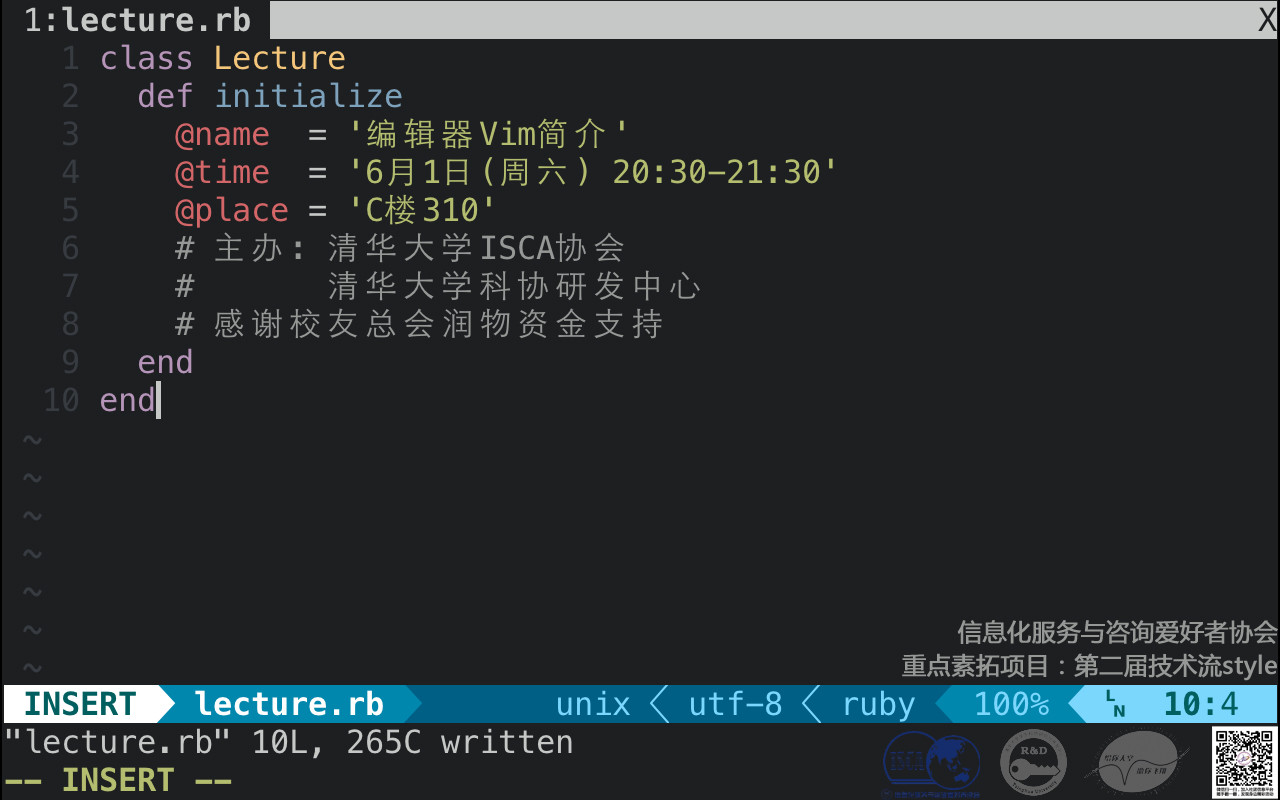 1:lecture.rb X
1 class Lecture
2 def initialize
3 @name = '编辑器Vim简介'
4 @time = '6月1日(周六) 20:30-21:30'
5 @place = 'C楼310'
6 # 主办: 清华大学ISCA协会
7 # 清华大学科协研发中心
8 # 感谢校友总会润物资金支持
9 end
10 end
~
~
~
~
~
~
~
信息化服务与咨询爱好者协会
重点素拓项目：第二届技术流style
INSERT lecture.rb unix utf-8 ruby 100% LN 10:4
"lecture.rb" 10L, 265C written
-- INSERT --
ISCA
R&D